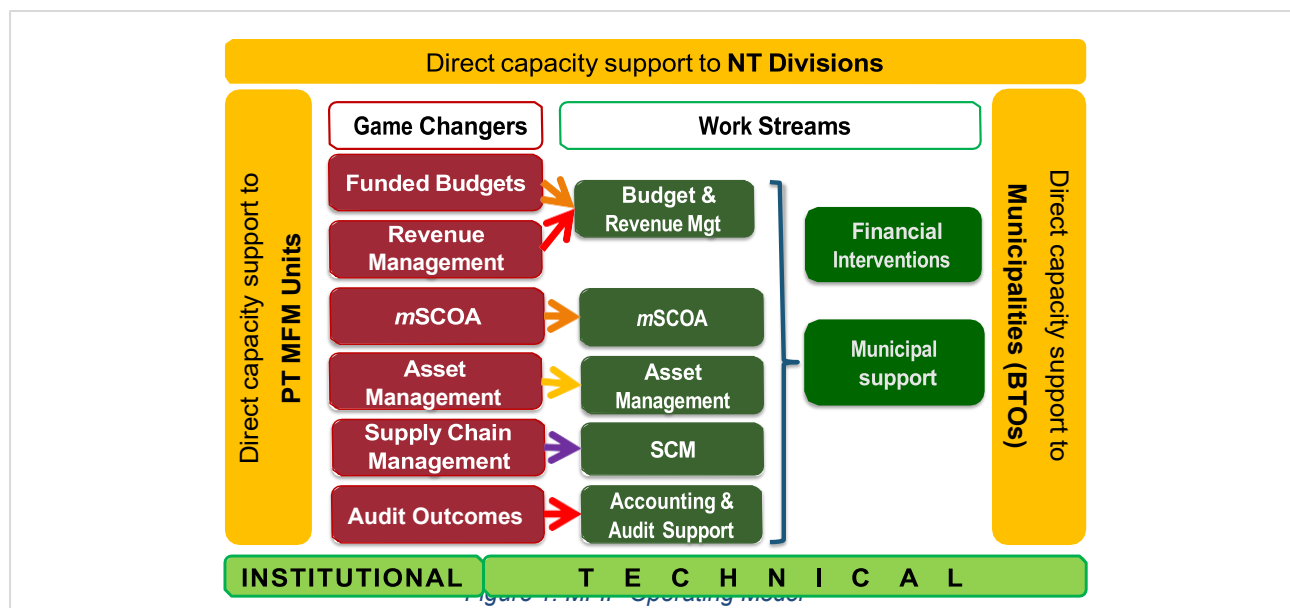 Direct capacity support to NT Divisions
Direct capacity support to
PT MFM Units
Game Changers
Work Streams
Funded Budgets
Revenue
Management
mSCOA
Asset
Management
Supply Chain
Management
Audit Outcomes
Budget &
Revenue Mgt
mSCOA
Asset
Management
SCM
Accounting &
Audit Support
Financial
Interventions
Municipal
support
Direct capacity support to
Municipalities (BTOs)
INSTITUTIONAL
T E C H N I C A L
Operating Model